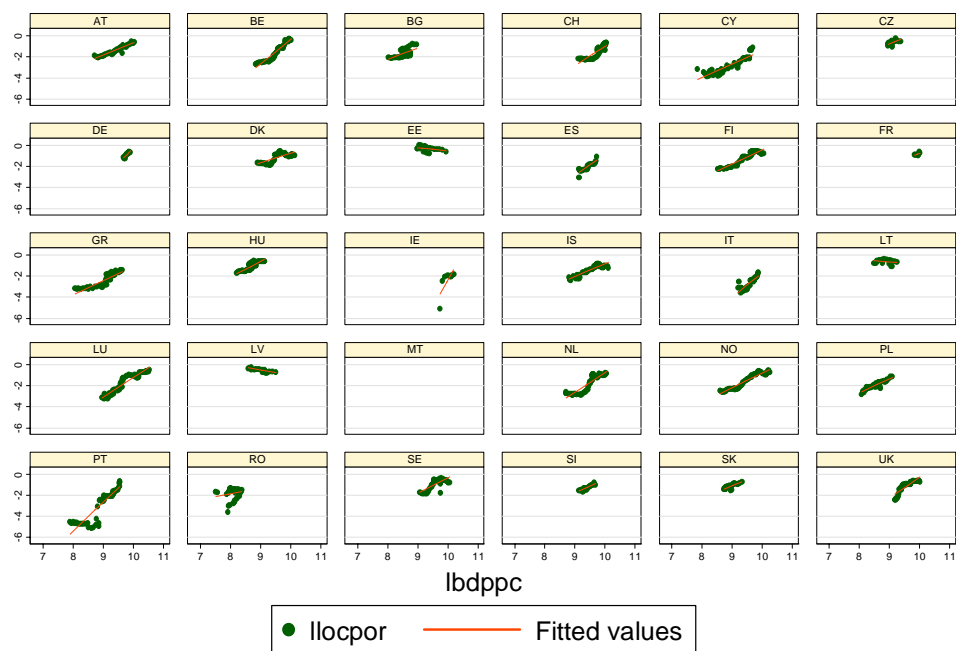 AT BE BG CH CY CZ
0
-2
-4
-6
DE DK EE ES FI FR
0
-2
-4
-6
GR HU IE IS IT LT
0
-2
-4
-6
LU LV MT NL NO PL
0
-2
-4
-6
PT RO SE SI SK UK
0
-2
-4
-6
7 8 9 10 11 7 8 9 10 11 7 8 9 10 11 7 8 9 10 11 7 8 9 10 11 7 8 9 10 11
lbdppc
llocpor Fitted values